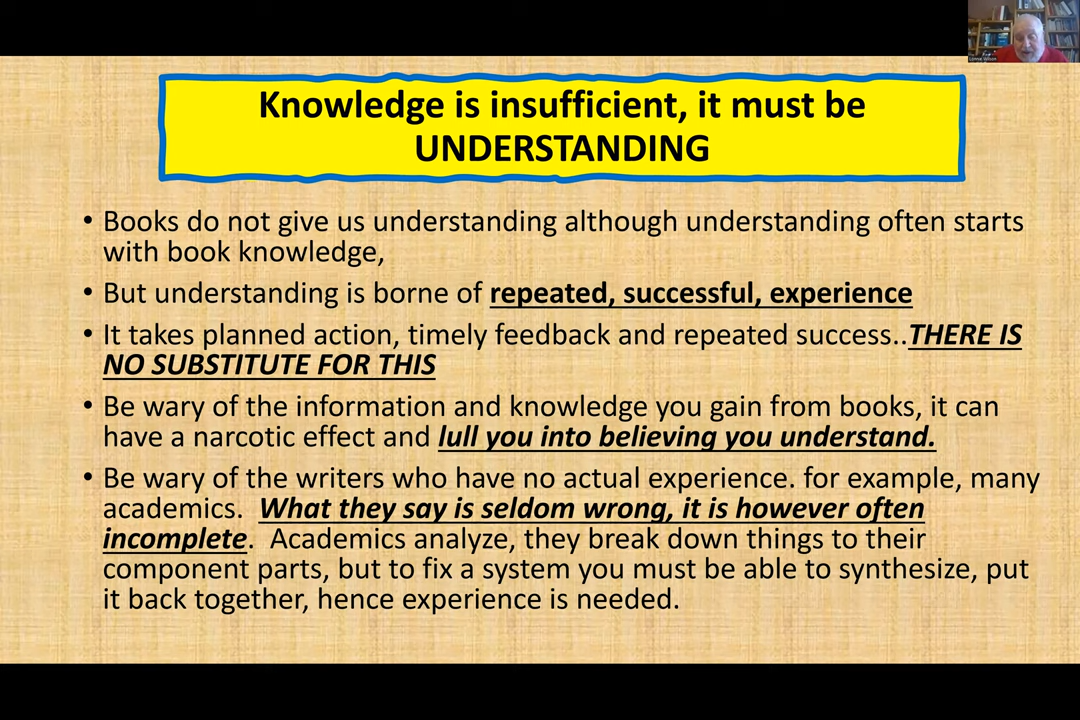 Knowledge is insufficient, it must be
UNDERSTANDING
• Books do not give us understanding although understanding often starts
with book knowledge,
• But understanding is borne of repeated, successful, experience
• It takes planned action, timely feedback and repeated success..THERE IS
NO SUBSTITUTE FOR THIS
• Be wary of the information and knowledge you gain from books, it can
have a narcotic effect and lull you into believing you understand.
• Be wary of the writers who have no actual experience. for example, many
academics. What they say is seldom wrong, it is however often
incomplete. Academics analyze, they break down things to their
component parts, but to fix a system you must be able to synthesize, put
it back together, hence experience is needed.